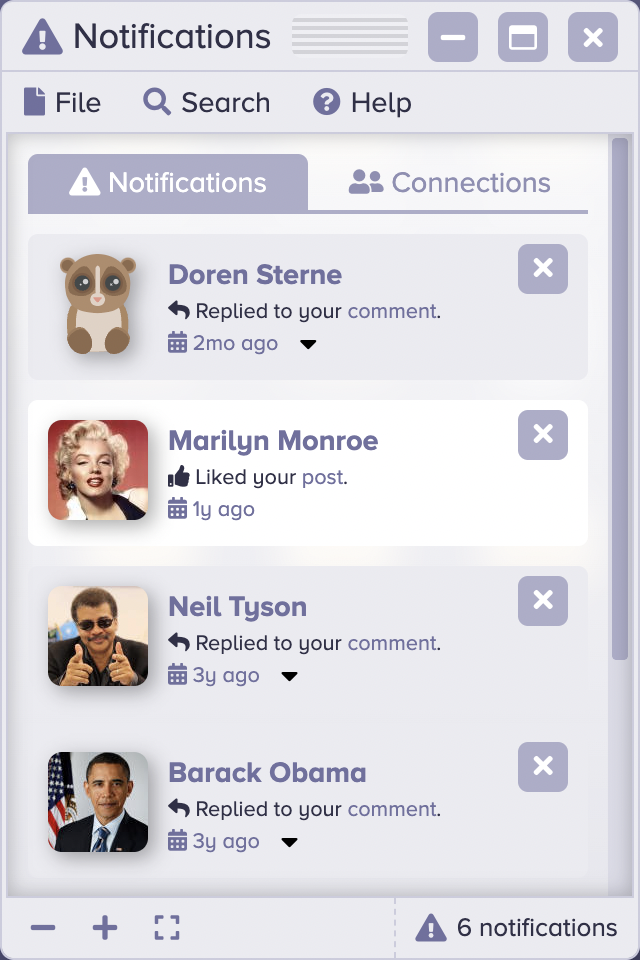 Notifications
File Search Help
Notifications Connections
Doren Sterne
Replied to your comment.
2mo ago
Marilyn Monroe
Liked your post.
1y ago
Neil Tyson
Replied to your comment.
3y ago
Barack Obama
Replied to your comment.
3y ago
6 notifications